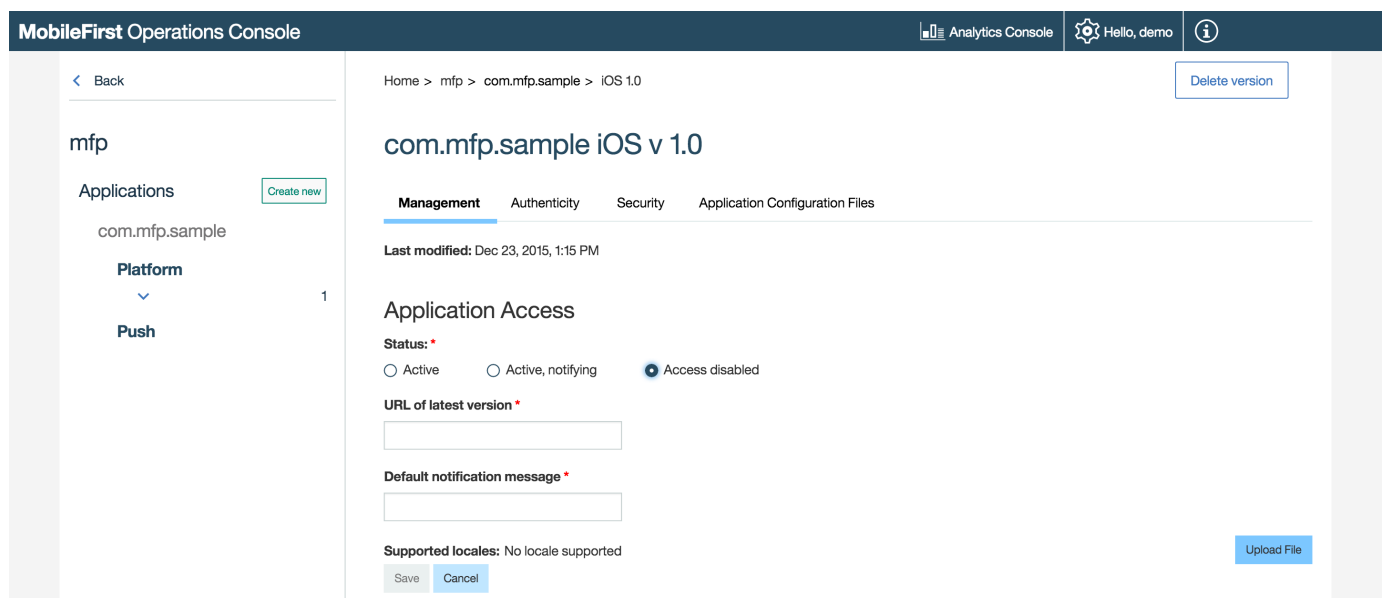 MobileFirst Operations Console
Analytics Console
Hello, demo
Back
mfp
Applications
Create new
com.mfp.sample
Platform
1
Push
Home > mfp > com.mfp.sample > iOS 1.0
Delete version
com.mfp.sample iOS v 1.0
Management Authenticity Security Application Configuration Files
Last modified: Dec 23, 2015, 1:15 PM
Application Access
Status: *
Active Active, notifying Access disabled
URL of latest version *
Default notification message *
Supported locales: No locale supported
Upload File
Save Cancel